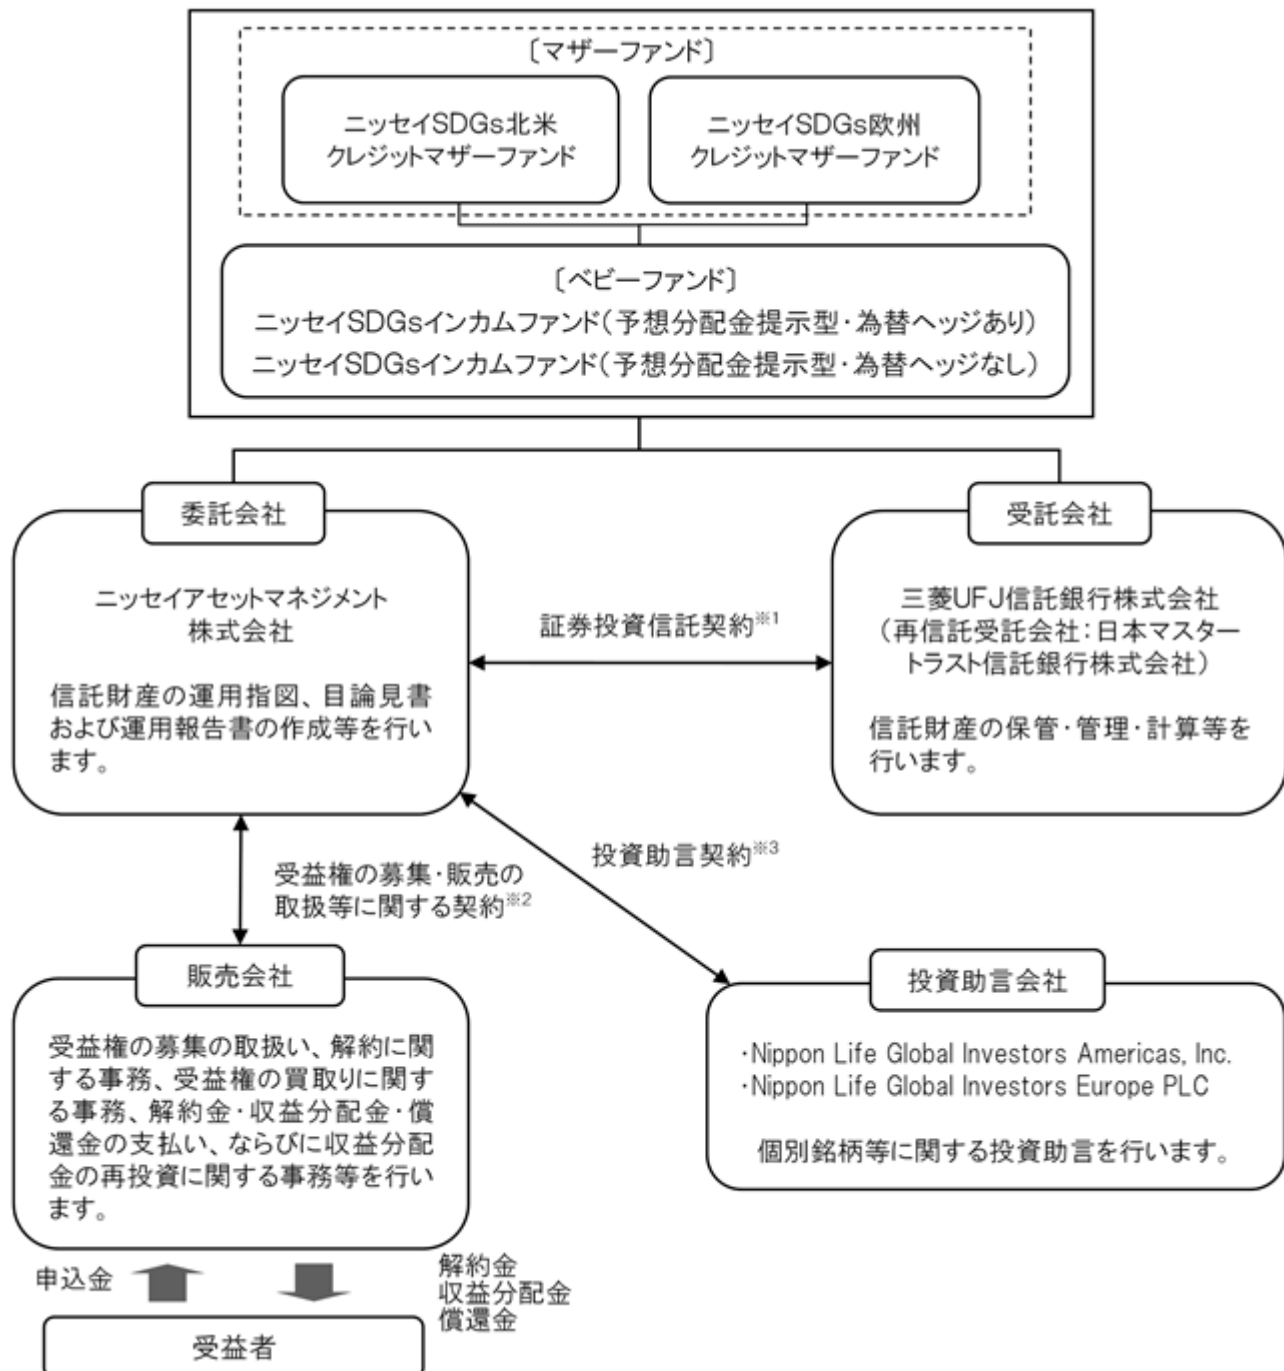 〔マザーファンド〕
ニッセイSDGs北米
クレジットマザーファンド
ニッセイSDGs欧州
クレジットマザーファンド
〔ベビーファンド〕
ニッセイSDGsインカムファンド(予想分配金提示型・為替ヘッジあり)
ニッセイSDGsインカムファンド(予想分配金提示型・為替ヘッジなし)
委託会社
ニッセイアセットマネジメント
株式会社
信託財産の運用指図、目論見書
および運用報告書の作成等を行い
ます。
証券投資信託契約※1
受託会社
三菱UFJ信託銀行株式会社
(再信託受託会社:日本マスター
トラスト信託銀行株式会社)
信託財産の保管・管理・計算等を
行います。
受益権の募集・販売の
取扱等に関する契約※2
投資助言契約※3
販売会社
受益権の募集の取扱い、解約に関
する事務、受益権の買取りに関す
る事務、解約金・収益分配金・償
還金の支払い、ならびに収益分配
金の再投資に関する事務等を行い
ます。
投資助言会社
・Nippon Life Global Investors Americas, Inc.
・Nippon Life Global Investors Europe PLC
個別銘柄等に関する投資助言を行います。
申込金
解約金
収益分配金
償還金
受益者